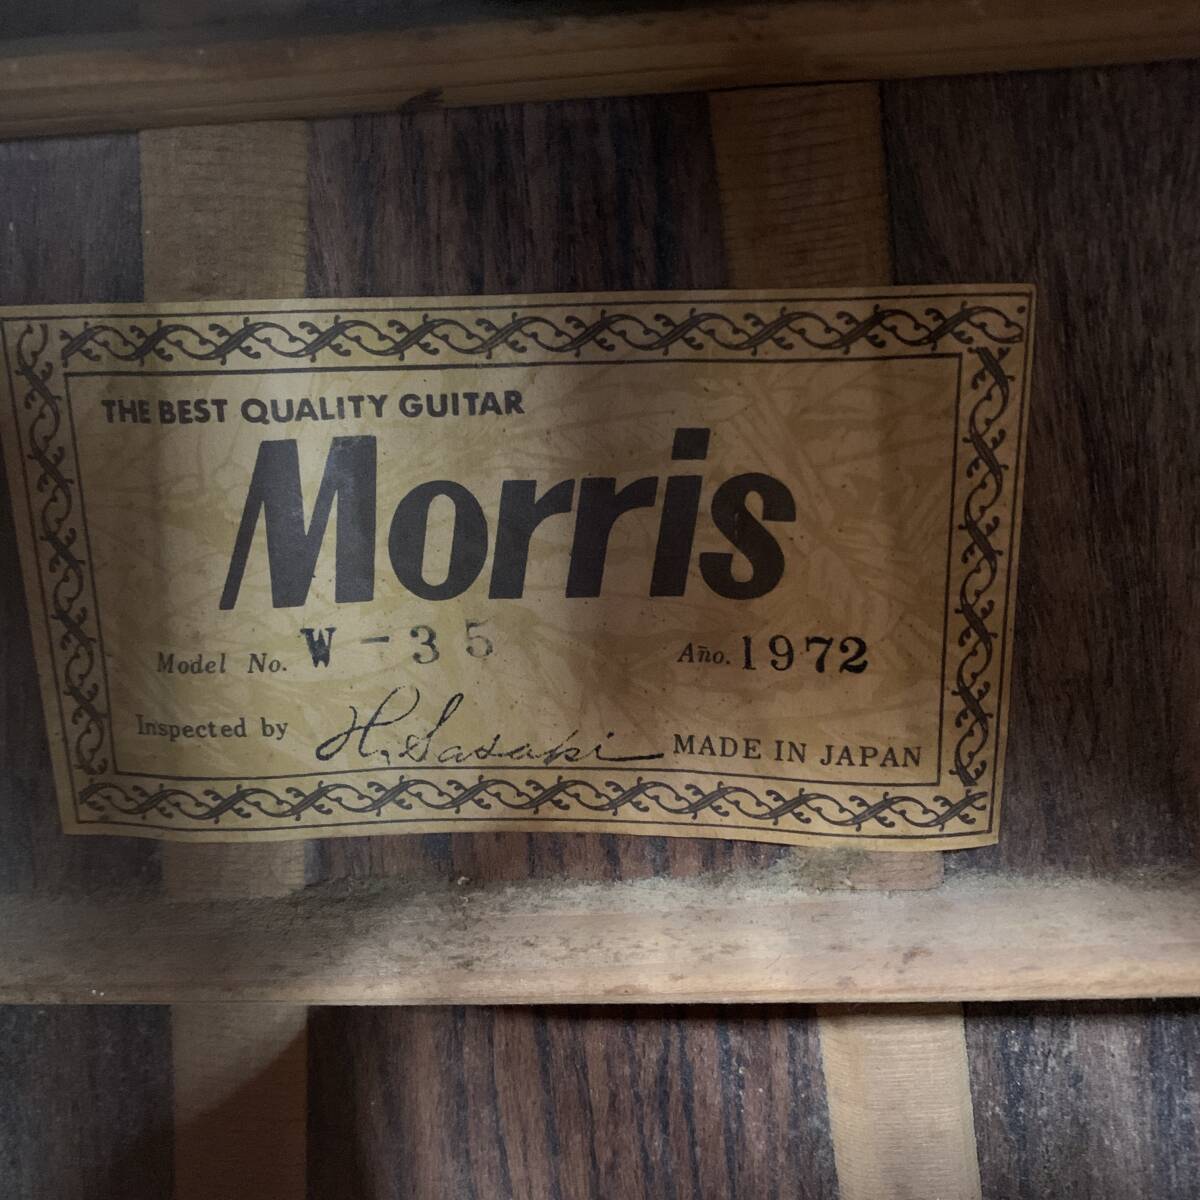 THE BEST QUALITY GUITAR
Morris
Model No. W-35 Año. 1972
Inspected by H. Sasaki MADE IN JAPAN